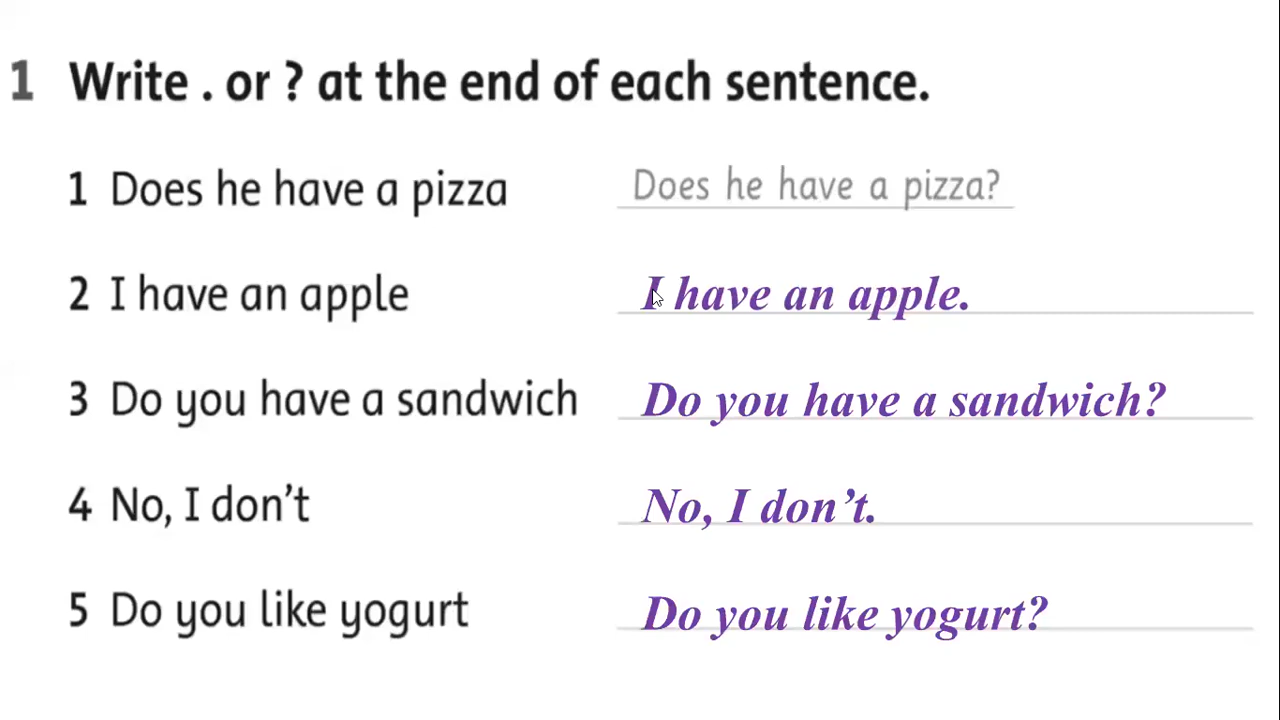 1 Write . or ? at the end of each sentence.
1 Does he have a pizza Does he have a pizza?
2 I have an apple I have an apple.
3 Do you have a sandwich Do you have a sandwich?
4 No, I don’t No, I don’t.
5 Do you like yogurt Do you like yogurt?